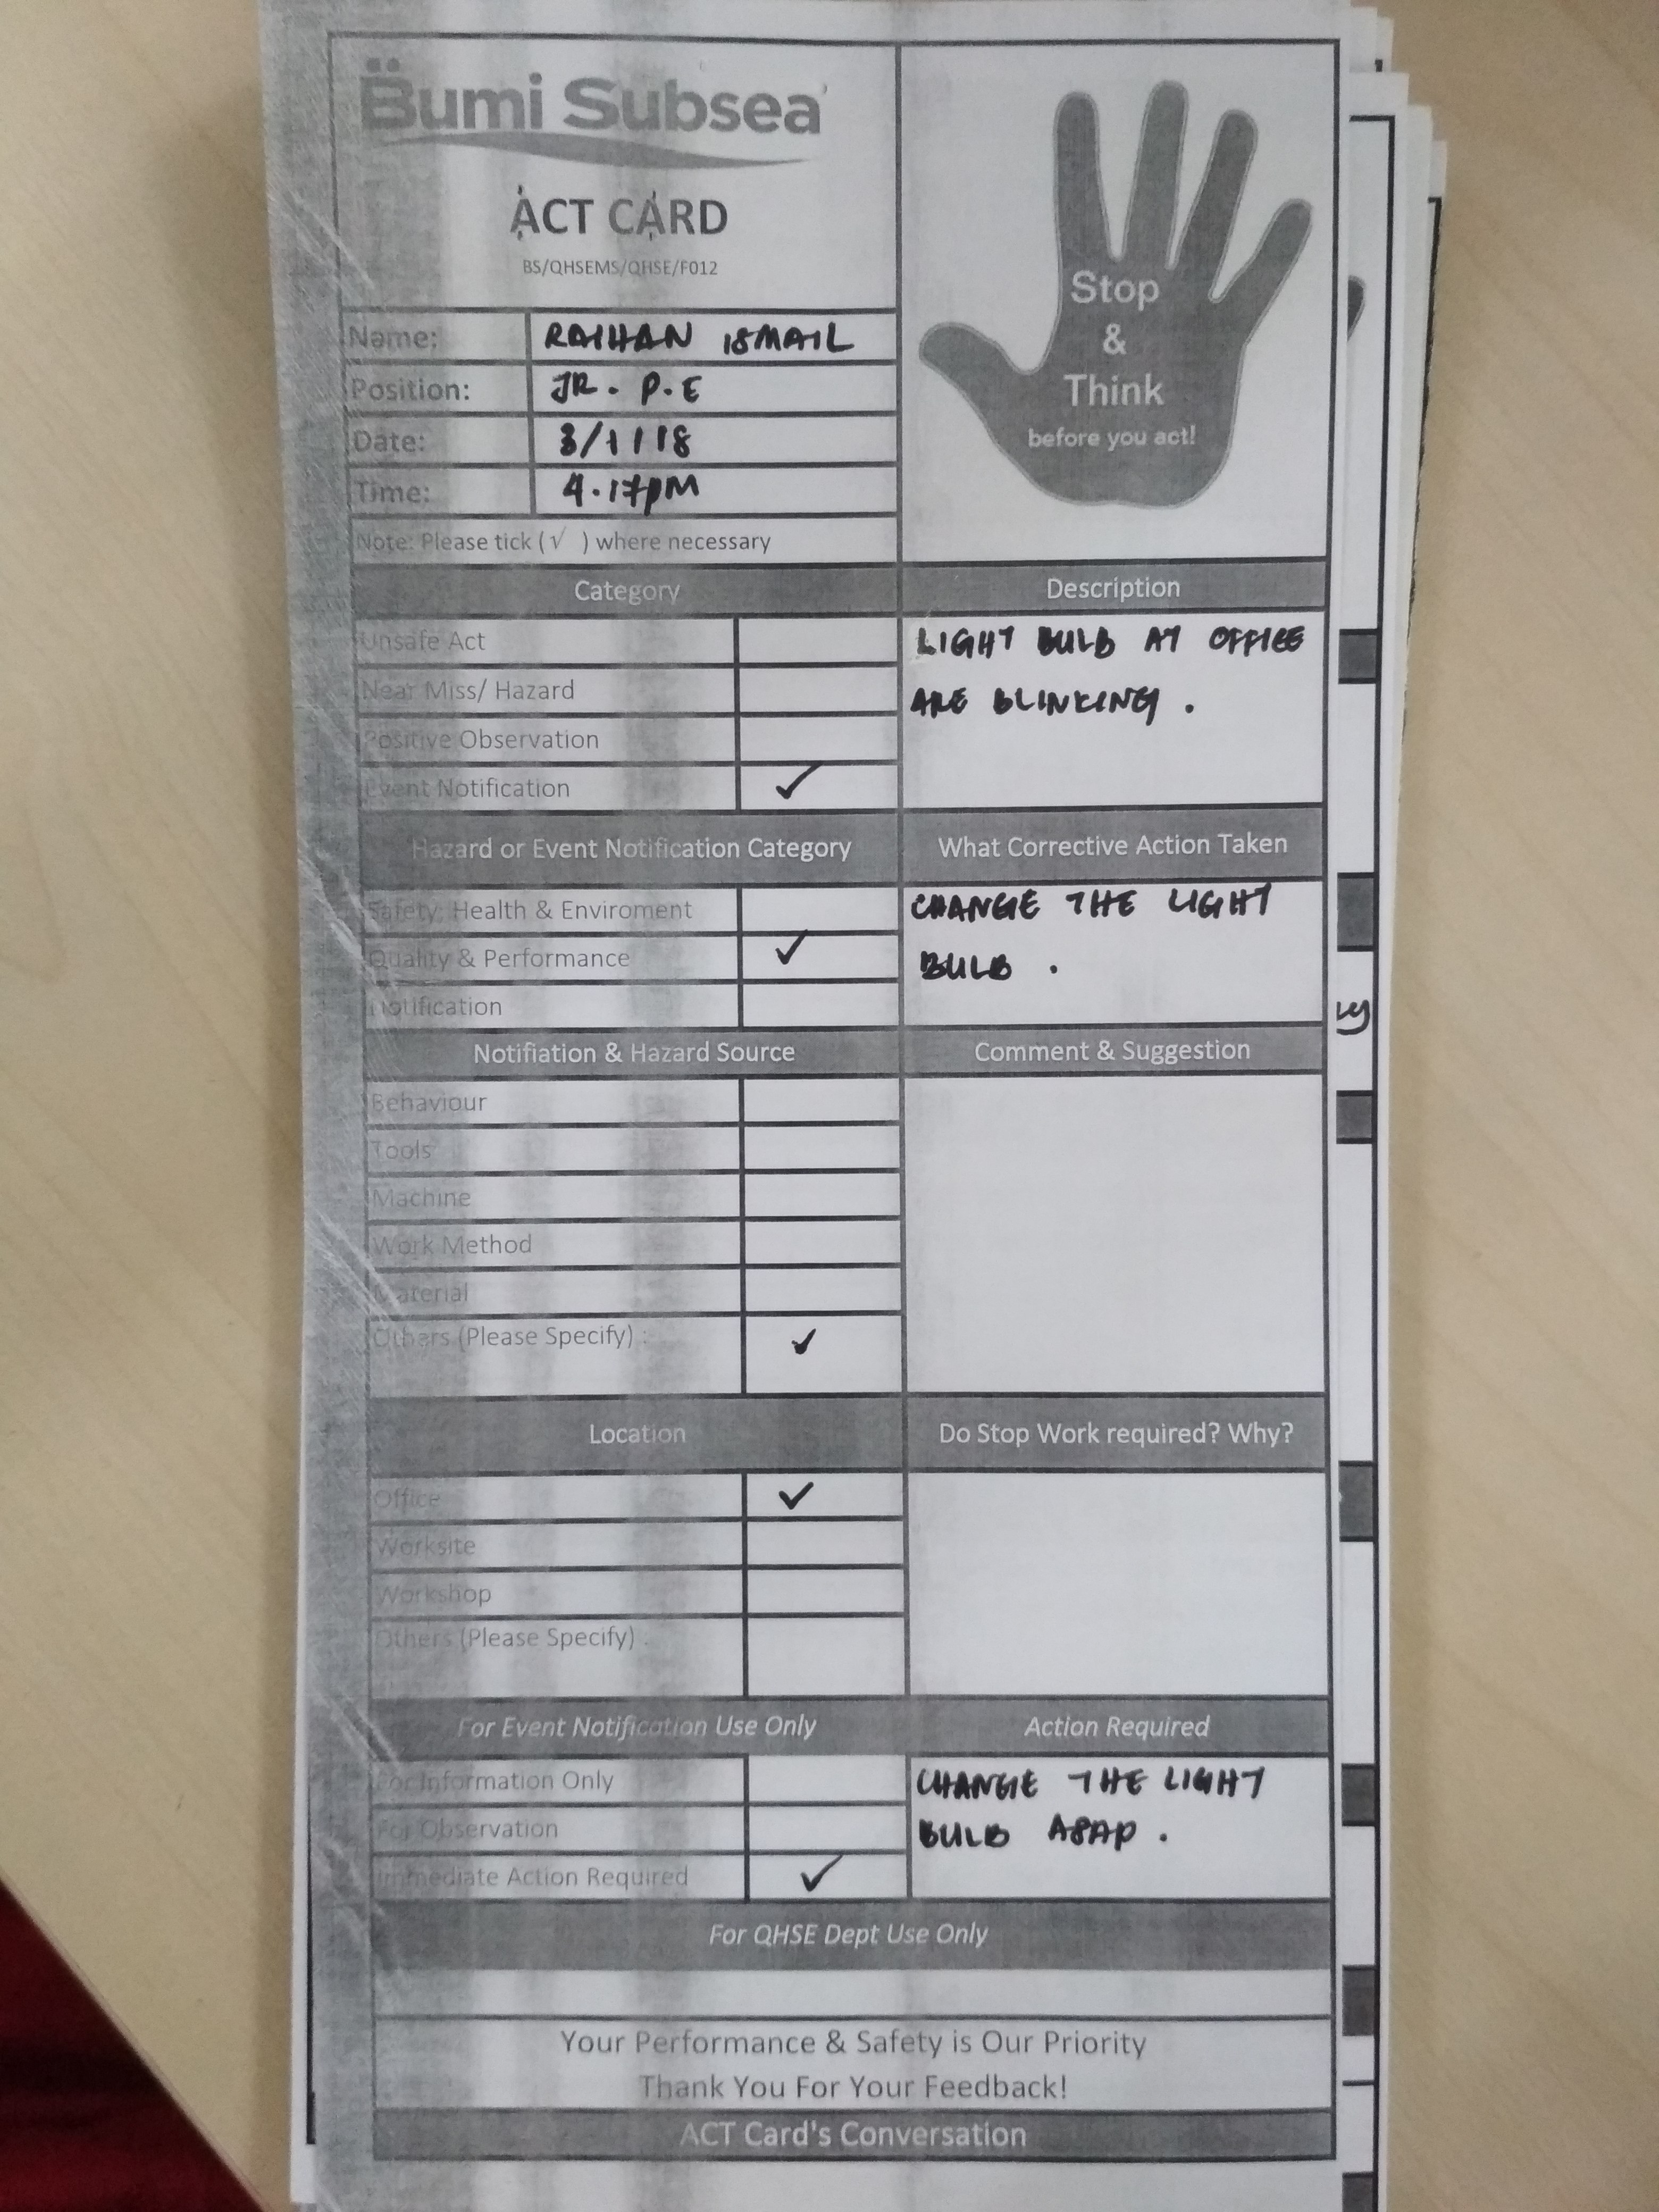 Bumi Subsea
ACT CARD
BS/QHSEMS/QHSE/F012
Stop
&
Think
before you act!
Name: RAIHAN ISMAIL
Position: JR. P.E
Date: 3/1/18
Time: 4.17PM
Note: Please tick (√ ) where necessary
Category
Unsafe Act
Near Miss/ Hazard
Positive Observation
Event Notification ✓
Description
LIGHT BULB AT OFFICE
ARE BLINKING.
Hazard or Event Notification Category
Safety, Health & Enviroment
Quality & Performance ✓
Notification
What Corrective Action Taken
CHANGE THE LIGHT
BULB.
Notifiation & Hazard Source
Behaviour
Tools
Machine
Work Method
Material
Others (Please Specify) : ✓
Comment & Suggestion
Location
Office ✓
Worksite
Workshop
Others (Please Specify) :
Do Stop Work required? Why?
For Event Notification Use Only
For Information Only
For Observation
Immediate Action Required ✓
Action Required
CHANGE THE LIGHT
BULB ASAP.
For QHSE Dept Use Only
Your Performance & Safety is Our Priority
Thank You For Your Feedback!
ACT Card's Conversation